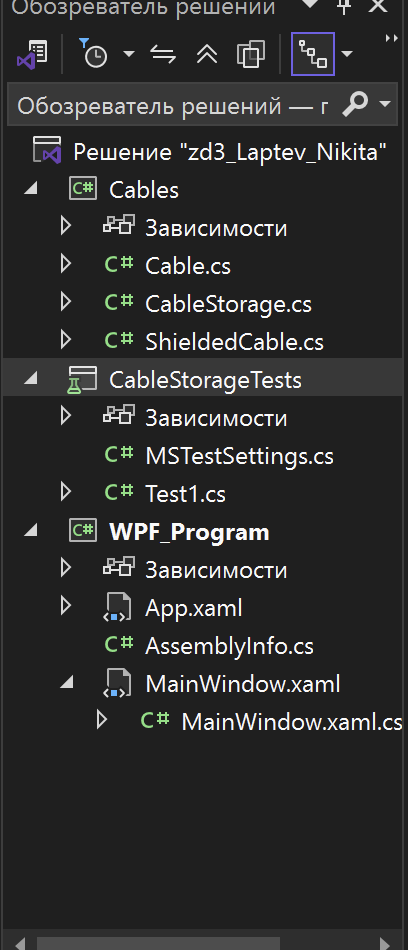 Обозреватель решений
Обозреватель решений — г
Решение "zd3_Laptev_Nikita"
C# Cables
Зависимости
C# Cable.cs
C# CableStorage.cs
C# ShieldedCable.cs
CableStorageTests
Зависимости
C# MSTestSettings.cs
C# Test1.cs
C# WPF_Program
Зависимости
App.xaml
C# AssemblyInfo.cs
MainWindow.xaml
C# MainWindow.xaml.cs